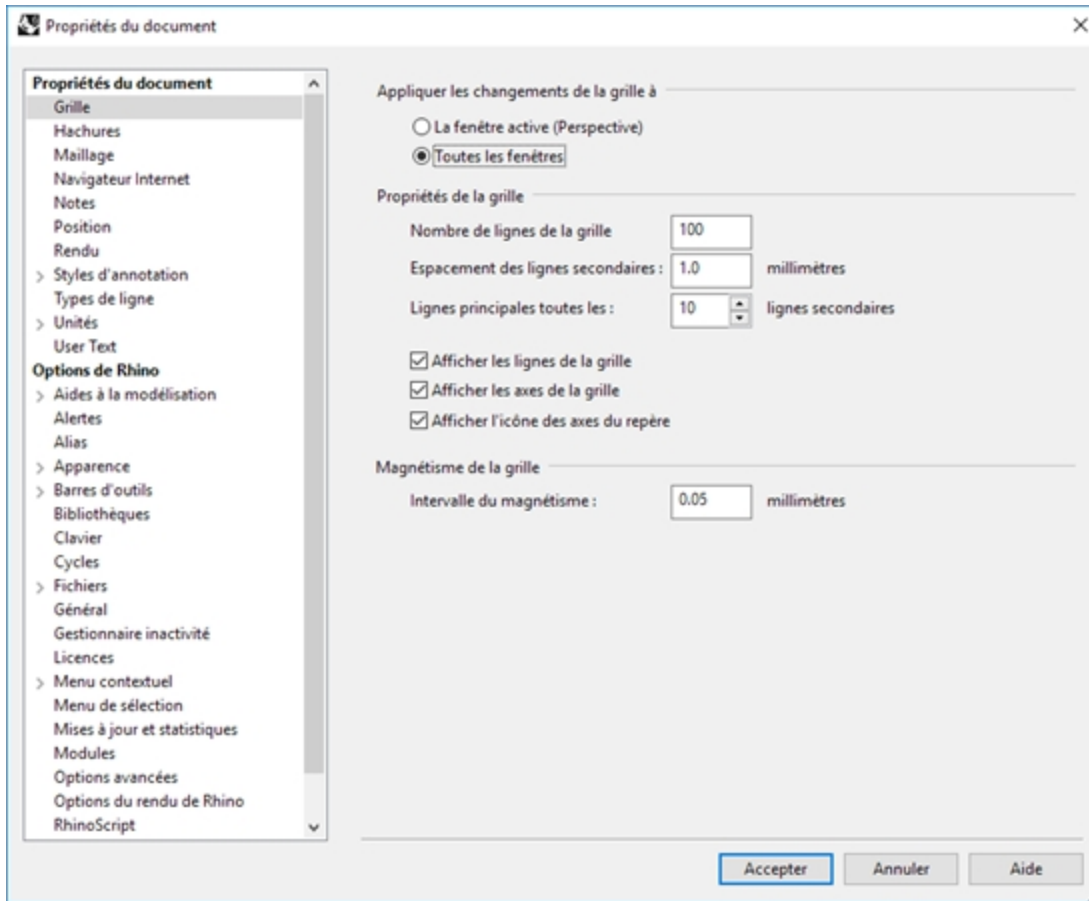 Propriétés du document
Propriétés du document
Grille
Hachures
Maillage
Navigateur Internet
Notes
Position
Rendu
Styles d'annotation
Types de ligne
Unités
User Text
Options de Rhino
Aides à la modélisation
Alertes
Alias
Apparence
Barres d'outils
Bibliothèques
Clavier
Cycles
Fichiers
Général
Gestionnaire inactivité
Licences
Menu contextuel
Menu de sélection
Mises à jour et statistiques
Modules
Options avancées
Options du rendu de Rhino
RhinoScript
Appliquer les changements de la grille à
La fenêtre active (Perspective)
Toutes les fenêtres
Propriétés de la grille
Nombre de lignes de la grille 100
Espacement des lignes secondaires : 1.0 millimètres
Lignes principales toutes les : 10 lignes secondaires
Afficher les lignes de la grille
Afficher les axes de la grille
Afficher l'icône des axes du repère
Magnétisme de la grille
Intervalle du magnétisme : 0.05 millimètres
Accepter Annuler Aide